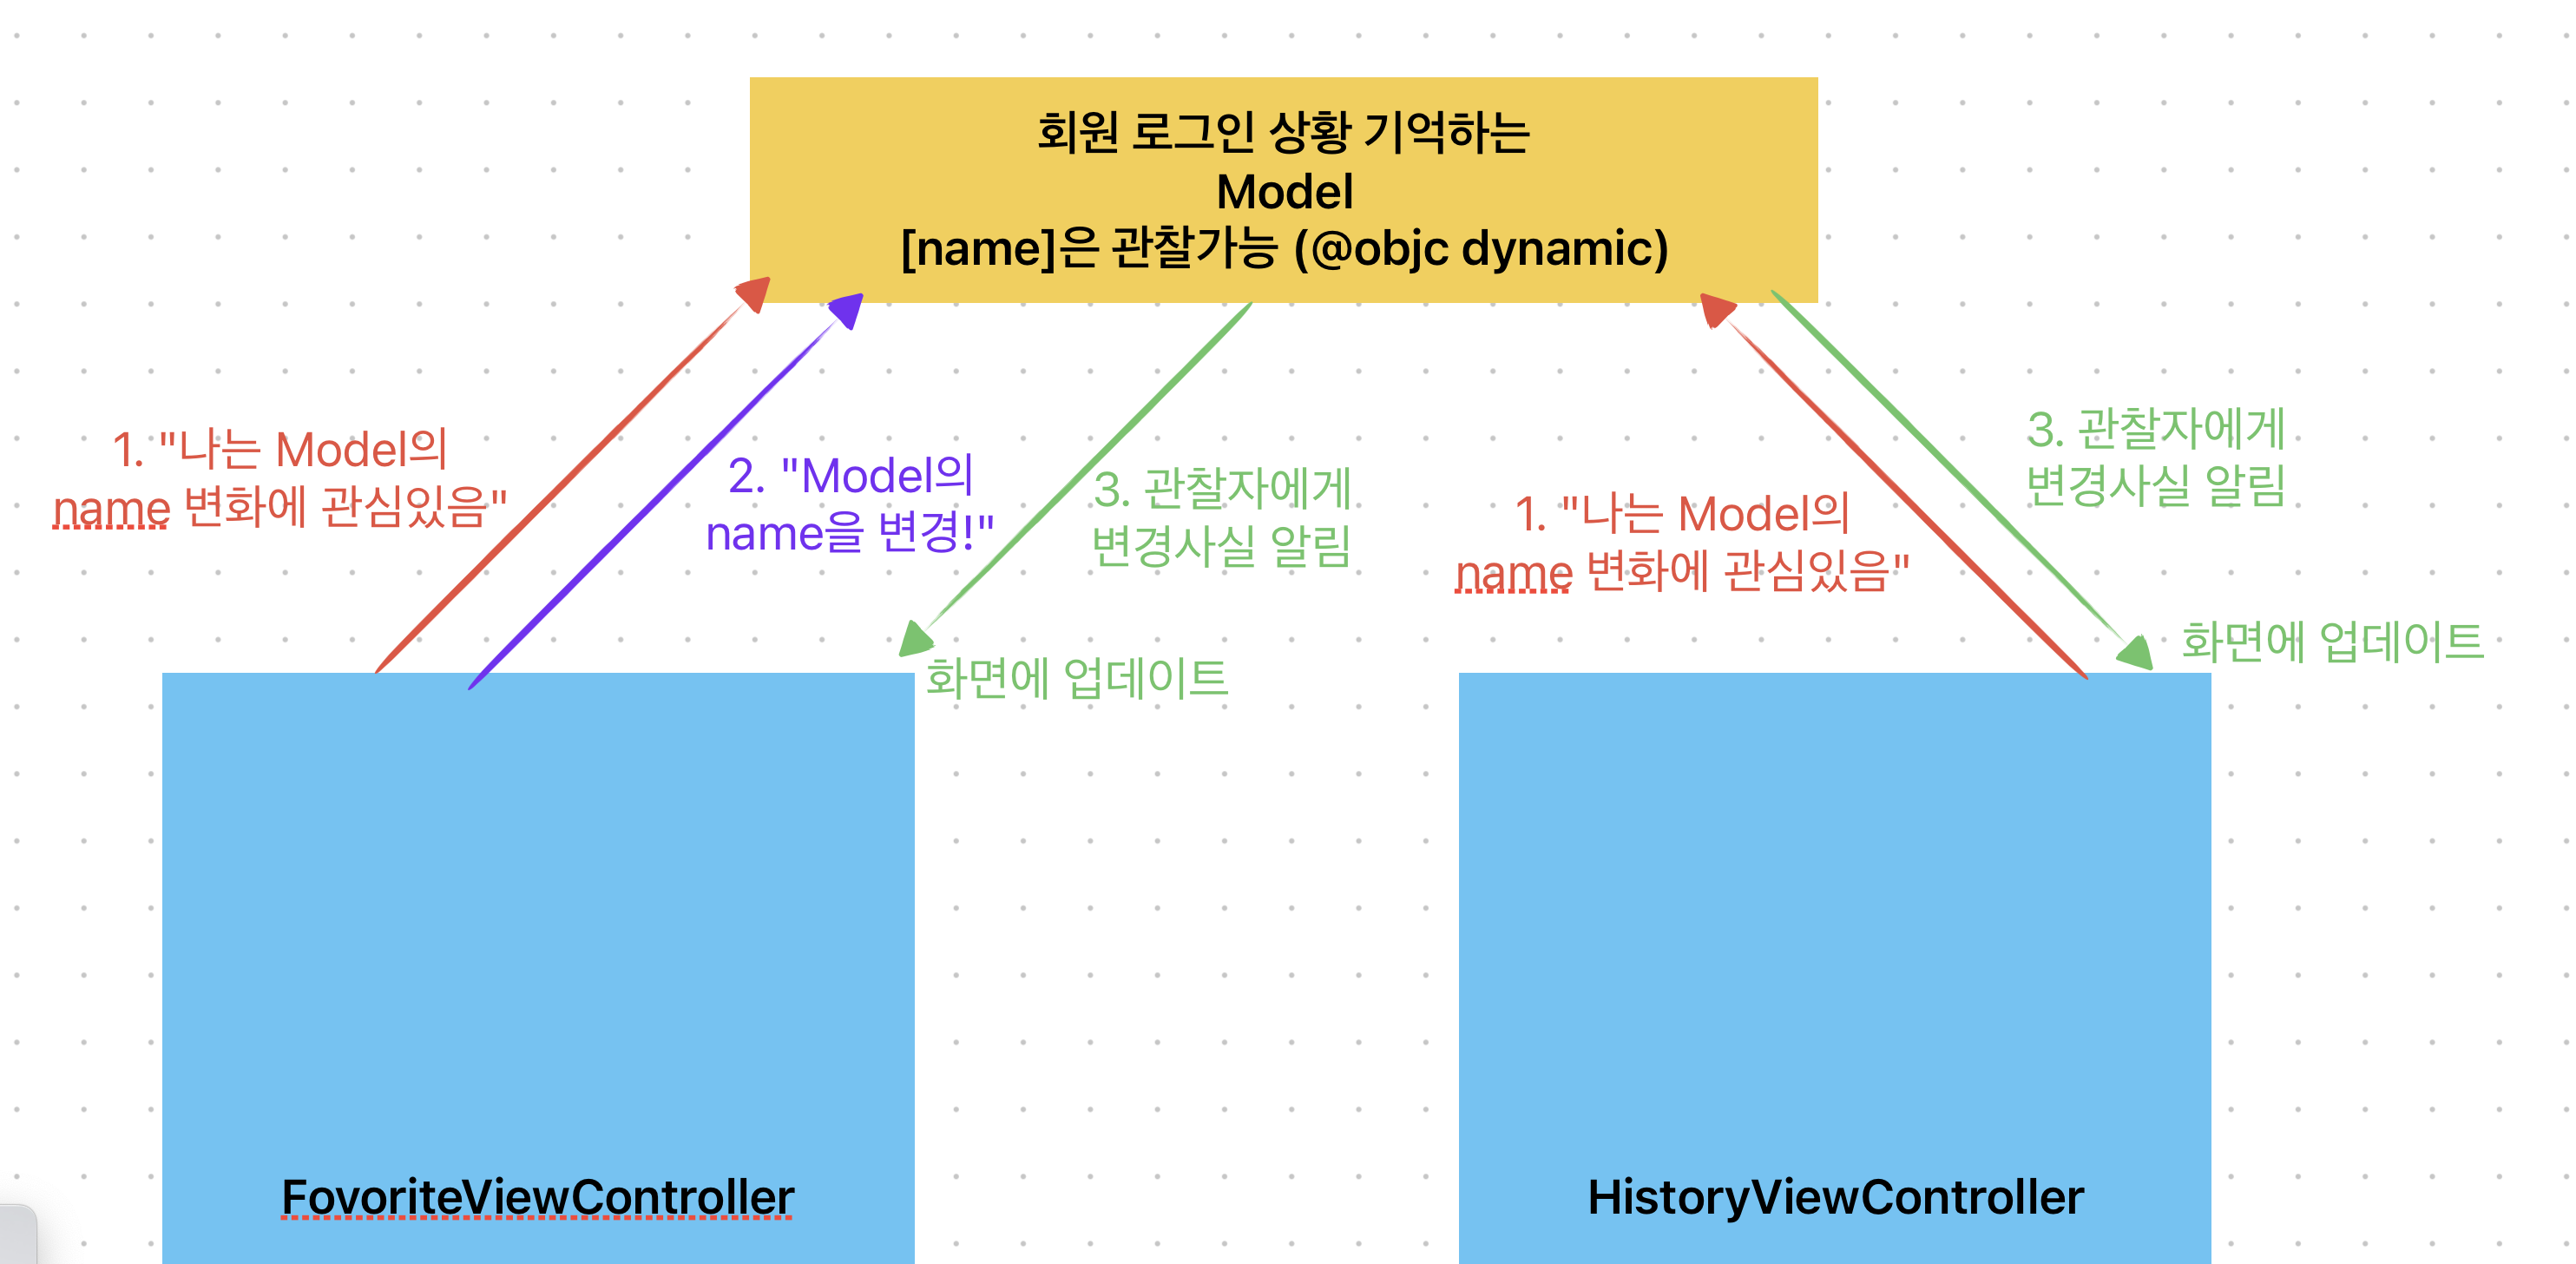 회원 로그인 상황 기억하는
Model
[name]은 관찰가능 (@objc dynamic)
1. "나는 Model의
name 변화에 관심있음"
2. "Model의
name을 변경!"
3. 관찰자에게
변경사실 알림
화면에 업데이트
1. "나는 Model의
name 변화에 관심있음"
3. 관찰자에게
변경사실 알림
화면에 업데이트
FovoriteViewController
HistoryViewController